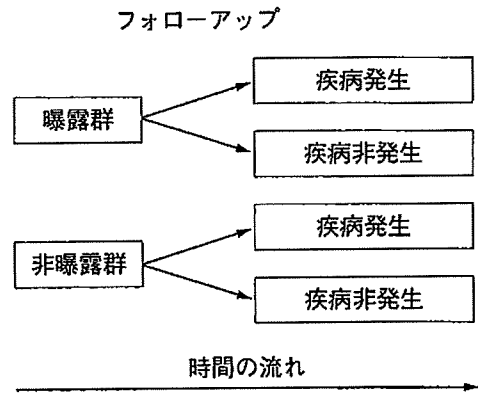 フォローアップ
曝露群
疾病発生
疾病非発生
非曝露群
疾病発生
疾病非発生
時間の流れ